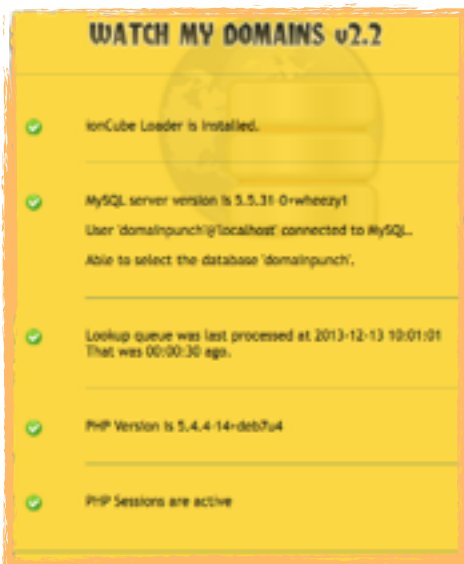 WATCH MY DOMAINS v2.2
ionCube Loader is Installed.
MySQL server version is 5.5.31-0+wheezy1
User 'domainpunch'@'localhost' connected to MySQL.
Able to select the database 'domainpunch'.
Lookup queue was last processed at 2013-12-13 10:01:01
That was 00:00:30 ago.
PHP Version is 5.4.4-14+deb7u4
PHP Sessions are active